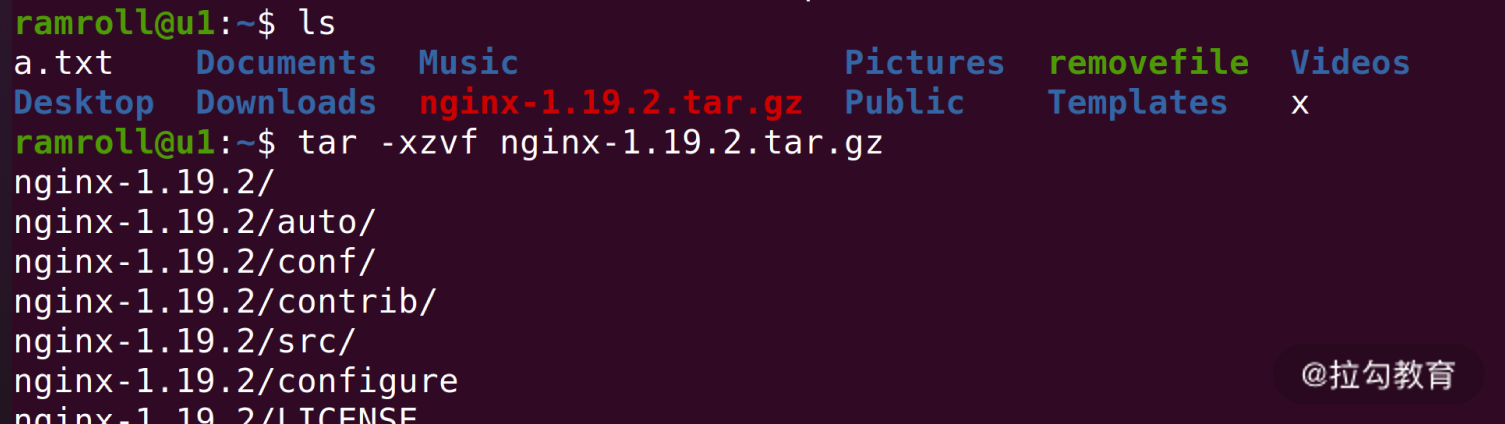 ramroll@u1:~$ ls
a.txt Documents Music Pictures removefile Videos
Desktop Downloads nginx-1.19.2.tar.gz Public Templates x
ramroll@u1:~$ tar -xzvf nginx-1.19.2.tar.gz
nginx-1.19.2/
nginx-1.19.2/auto/
nginx-1.19.2/conf/
nginx-1.19.2/contrib/
nginx-1.19.2/src/
nginx-1.19.2/configure
nginx-1.19.2/LICENSE
@拉勾教育